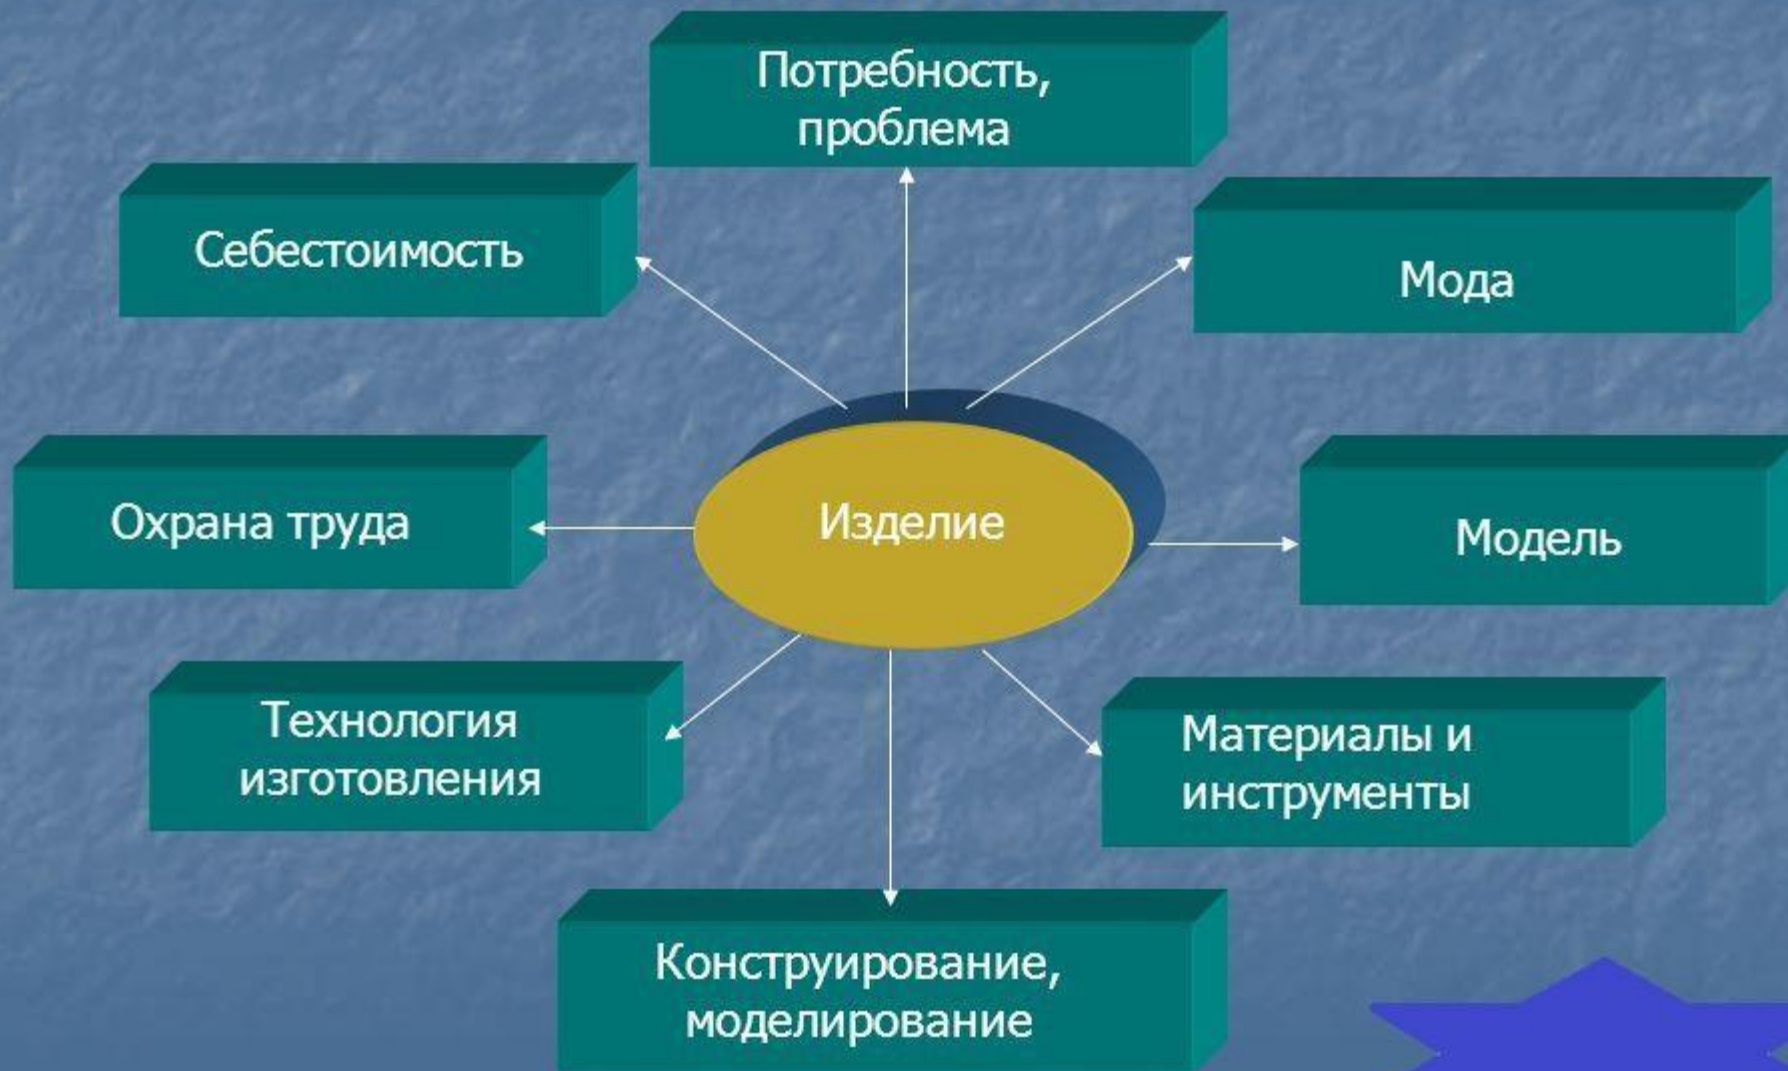 Потребность,
проблема
Себестоимость
Мода
Охрана труда
Изделие
Модель
Технология
изготовления
Материалы и
инструменты
Конструирование,
моделирование